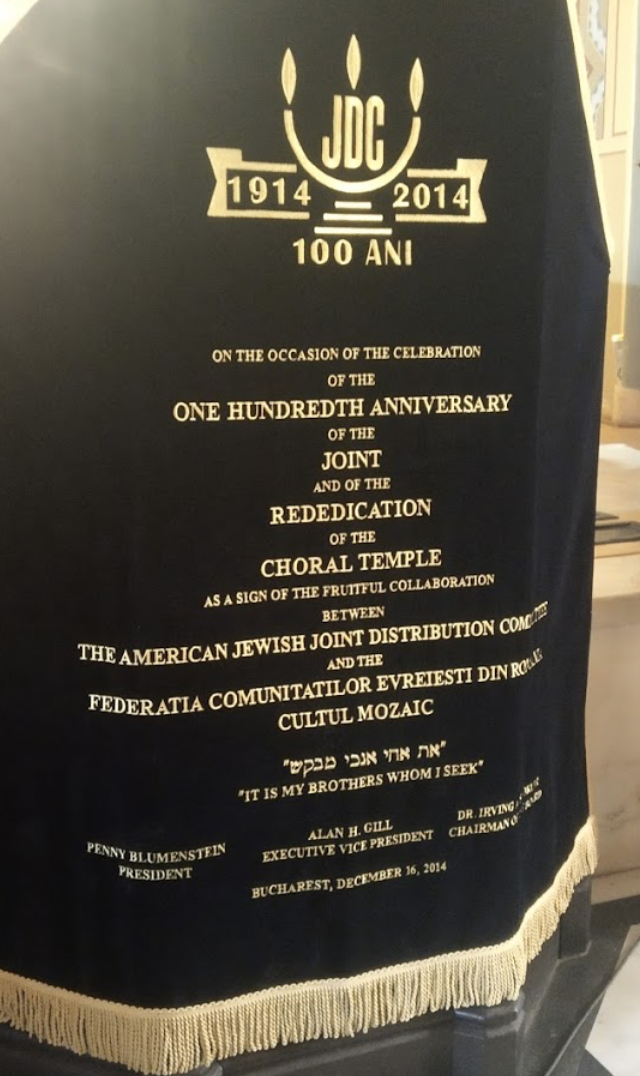 JDC
1914 2014
100 ANI
ON THE OCCASION OF THE CELEBRATION
OF THE
ONE HUNDREDTH ANNIVERSARY
OF THE
JOINT
AND OF THE
REDEDICATION
OF THE
CHORAL TEMPLE
AS A SIGN OF THE FRUITFUL COLLABORATION
BETWEEN
THE AMERICAN JEWISH JOINT DISTRIBUTION COMMITTEE
AND THE
FEDERATIA COMUNITATILOR EVREIESTI DIN
CULTUL MOZAIC
"את אחי אנכי מבקש"
"IT IS MY BROTHERS WHOM I SEEK"
PENNY BLUMENSTEIN
PRESIDENT
ALAN H. GILL
EXECUTIVE VICE PRESIDENT
DR. IRVING
CHAIRMAN
BUCHAREST, DECEMBER 16, 2014